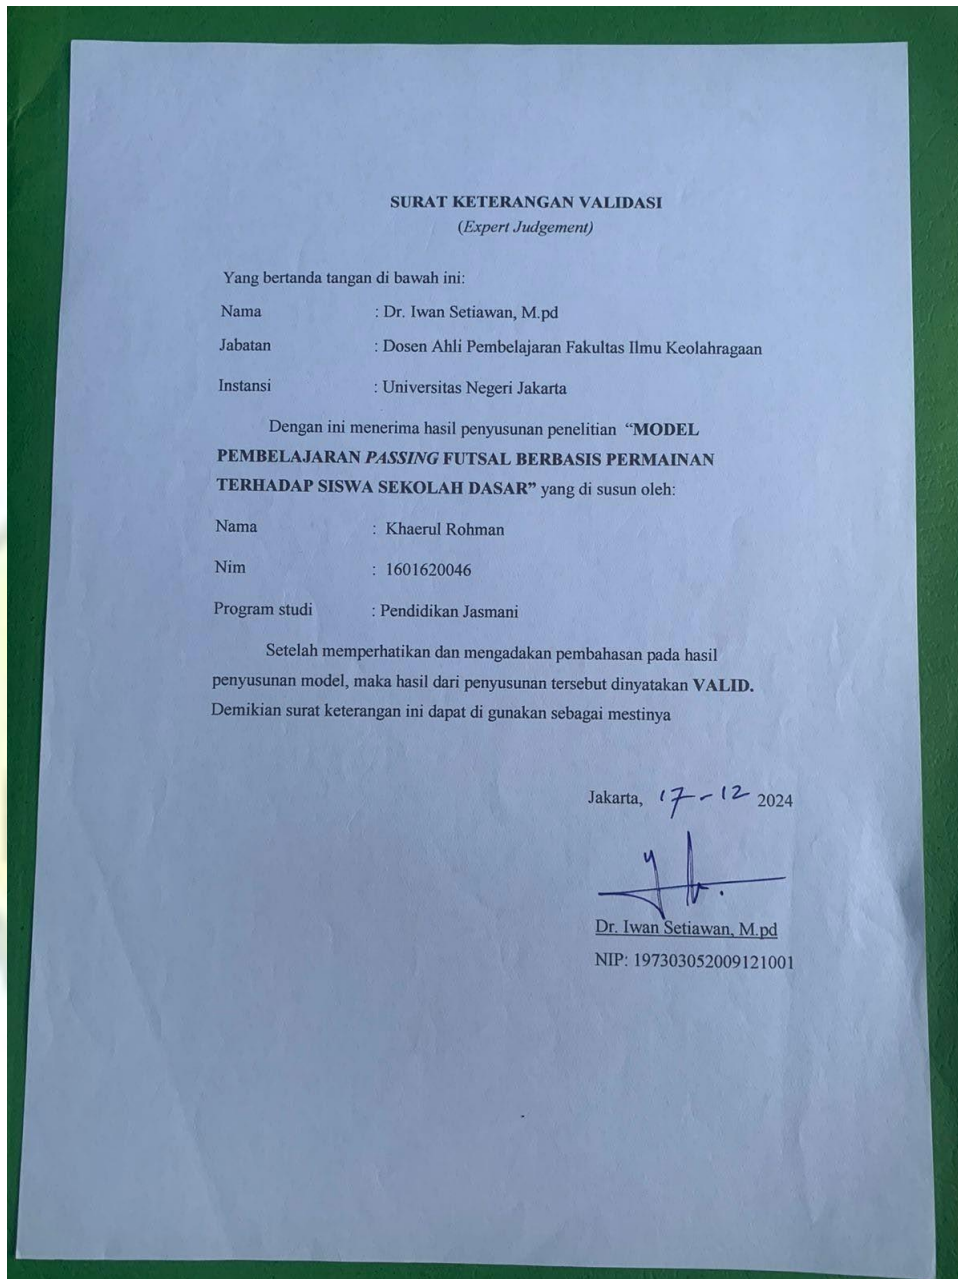 SURAT KETERANGAN VALIDASI
(Expert Judgement)
Yang bertanda tangan di bawah ini:
Nama : Dr. Iwan Setiawan, M.pd
Jabatan : Dosen Ahli Pembelajaran Fakultas Ilmu Keolahragaan
Instansi : Universitas Negeri Jakarta
Dengan ini menerima hasil penyusunan penelitian “MODEL
PEMBELAJARAN PASSING FUTSAL BERBASIS PERMAINAN
TERHADAP SISWA SEKOLAH DASAR” yang di susun oleh:
Nama : Khaerul Rohman
Nim : 1601620046
Program studi : Pendidikan Jasmani
Setelah memperhatikan dan mengadakan pembahasan pada hasil
penyusunan model, maka hasil dari penyusunan tersebut dinyatakan VALID.
Demikian surat keterangan ini dapat di gunakan sebagai mestinya
Jakarta, 17-12 2024
Dr. Iwan Setiawan, M.pd
NIP: 197303052009121001